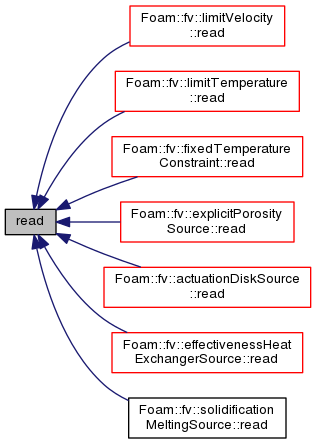 Foam::fv::limitVelocity
::read
Foam::fv::limitTemperature
::read
Foam::fv::fixedTemperature
Constraint::read
read
Foam::fv::explicitPorosity
Source::read
Foam::fv::actuationDiskSource
::read
Foam::fv::effectivenessHeat
ExchangerSource::read
Foam::fv::solidification
MeltingSource::read